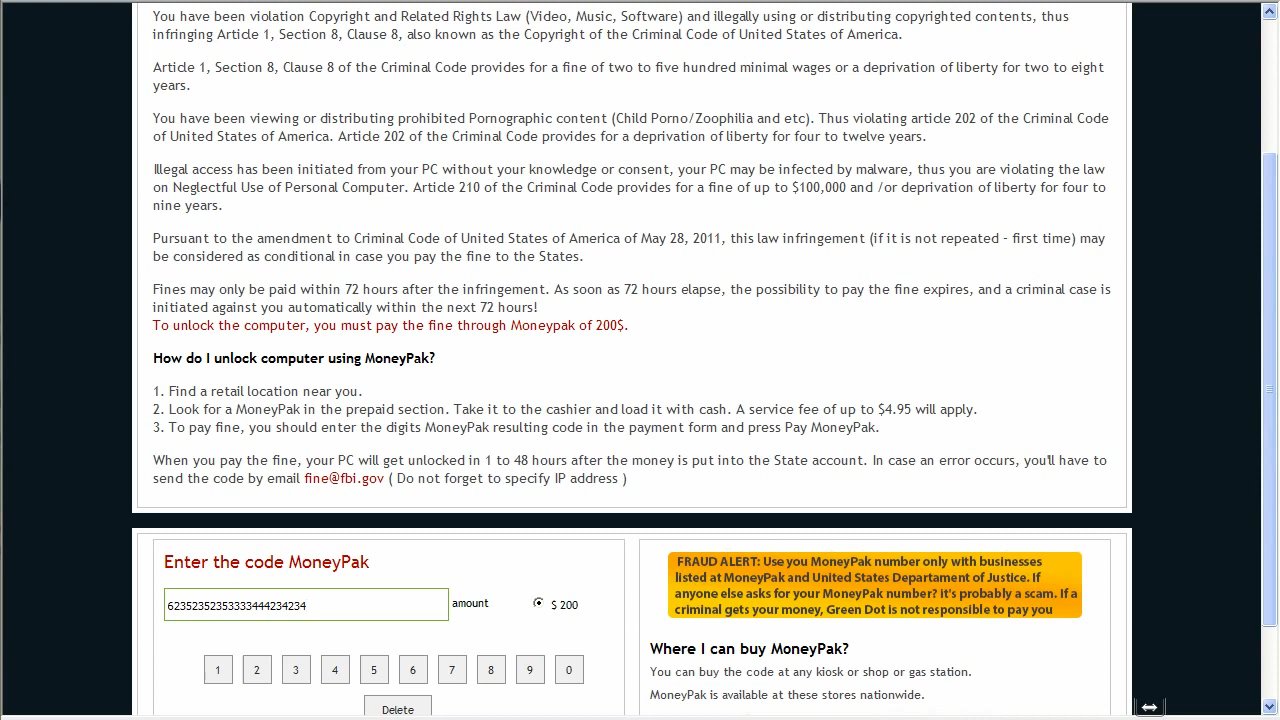 You have been violation Copyright and Related Rights Law (Video, Music, Software) and illegally using or distributing copyrighted contents, thus
infringing Article 1, Section 8, Clause 8, also known as the Copyright of the Criminal Code of United States of America.
Article 1, Section 8, Clause 8 of the Criminal Code provides for a fine of two to five hundred minimal wages or a deprivation of liberty for two to eight
years.
You have been viewing or distributing prohibited Pornographic content (Child Porno/Zoophilia and etc). Thus violating article 202 of the Criminal Code
of United States of America. Article 202 of the Criminal Code provides for a deprivation of liberty for four to twelve years.
Illegal access has been initiated from your PC without your knowledge or consent, your PC may be infected by malware, thus you are violating the law
on Neglectful Use of Personal Computer. Article 210 of the Criminal Code provides for a fine of up to $100,000 and /or deprivation of liberty for four to
nine years.
Pursuant to the amendment to Criminal Code of United States of America of May 28, 2011, this law infringement (if it is not repeated - first time) may
be considered as conditional in case you pay the fine to the States.
Fines may only be paid within 72 hours after the infringement. As soon as 72 hours elapse, the possibility to pay the fine expires, and a criminal case is
initiated against you automatically within the next 72 hours!
To unlock the computer, you must pay the fine through Moneypak of 200$.
How do I unlock computer using MoneyPak?
1. Find a retail location near you.
2. Look for a MoneyPak in the prepaid section. Take it to the cashier and load it with cash. A service fee of up to $4.95 will apply.
3. To pay fine, you should enter the digits MoneyPak resulting code in the payment form and press Pay MoneyPak.
When you pay the fine, your PC will get unlocked in 1 to 48 hours after the money is put into the State account. In case an error occurs, you'll have to
send the code by email fine@fbi.gov ( Do not forget to specify IP address )
Enter the code MoneyPak
62352352353333444234234 amount $ 200
1 2 3 4 5 6 7 8 9 0
Delete
FRAUD ALERT: Use you MoneyPak number only with businesses
listed at MoneyPak and United States Departament of Justice. If
anyone else asks for your MoneyPak number? it's probably a scam. If a
criminal gets your money, Green Dot is not responsible to pay you
Where I can buy MoneyPak?
You can buy the code at any kiosk or shop or gas station.
MoneyPak is available at these stores nationwide.